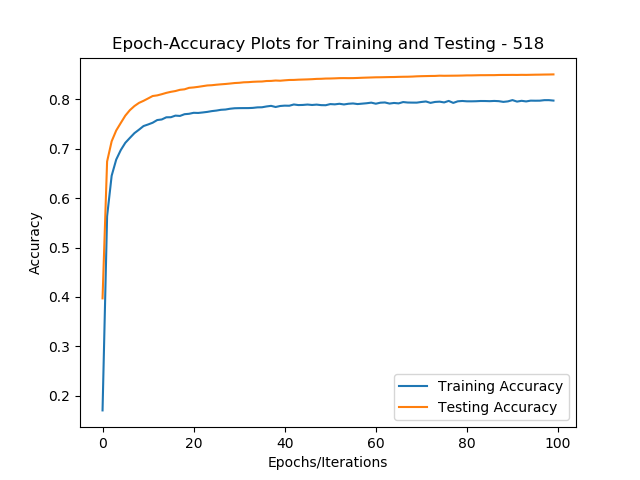 Epoch-Accuracy Plots for Training and Testing - 518
Accuracy
0.8
0.7
0.6
0.5
0.4
0.3
0.2
0 20 40 60 80 100
Epochs/Iterations
Training Accuracy
Testing Accuracy